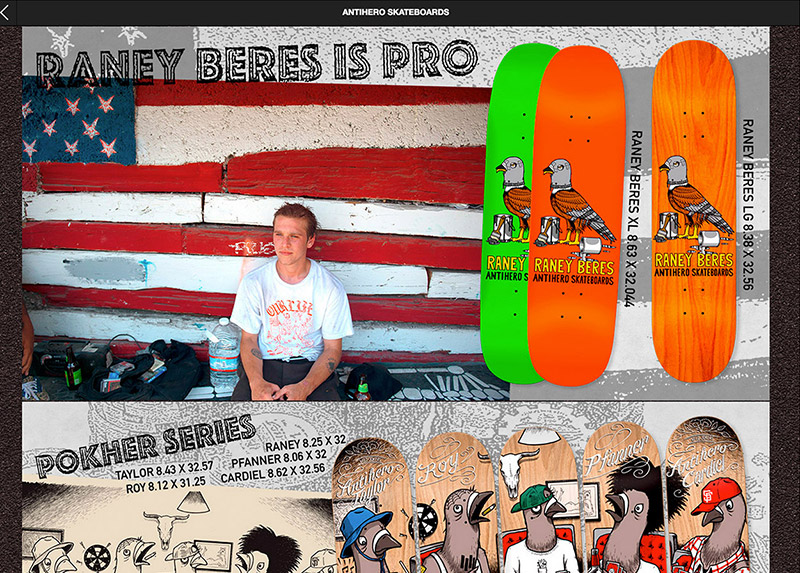 ANTIHERO SKATEBOARDS
RANEY BERES IS PRO
RANEY BERES XL 8.63 X 32.044
RANEY BERES LG 8.38 X 32.56
RANEY
ANTIHERO S
RANEY BERES
ANTIHERO SKATEBOARDS
RANEY BERES
ANTIHERO SKATEBOARDS
POKHER SERIES
RANEY 8.25 X 32
TAYLOR 8.43 X 32.57
PFANNER 8.06 X 32
ROY 8.12 X 31.25
CARDIEL 8.62 X 32.56
Antihero
Taylor
Roy
Pfanner
Antihero
Cardiel
SF